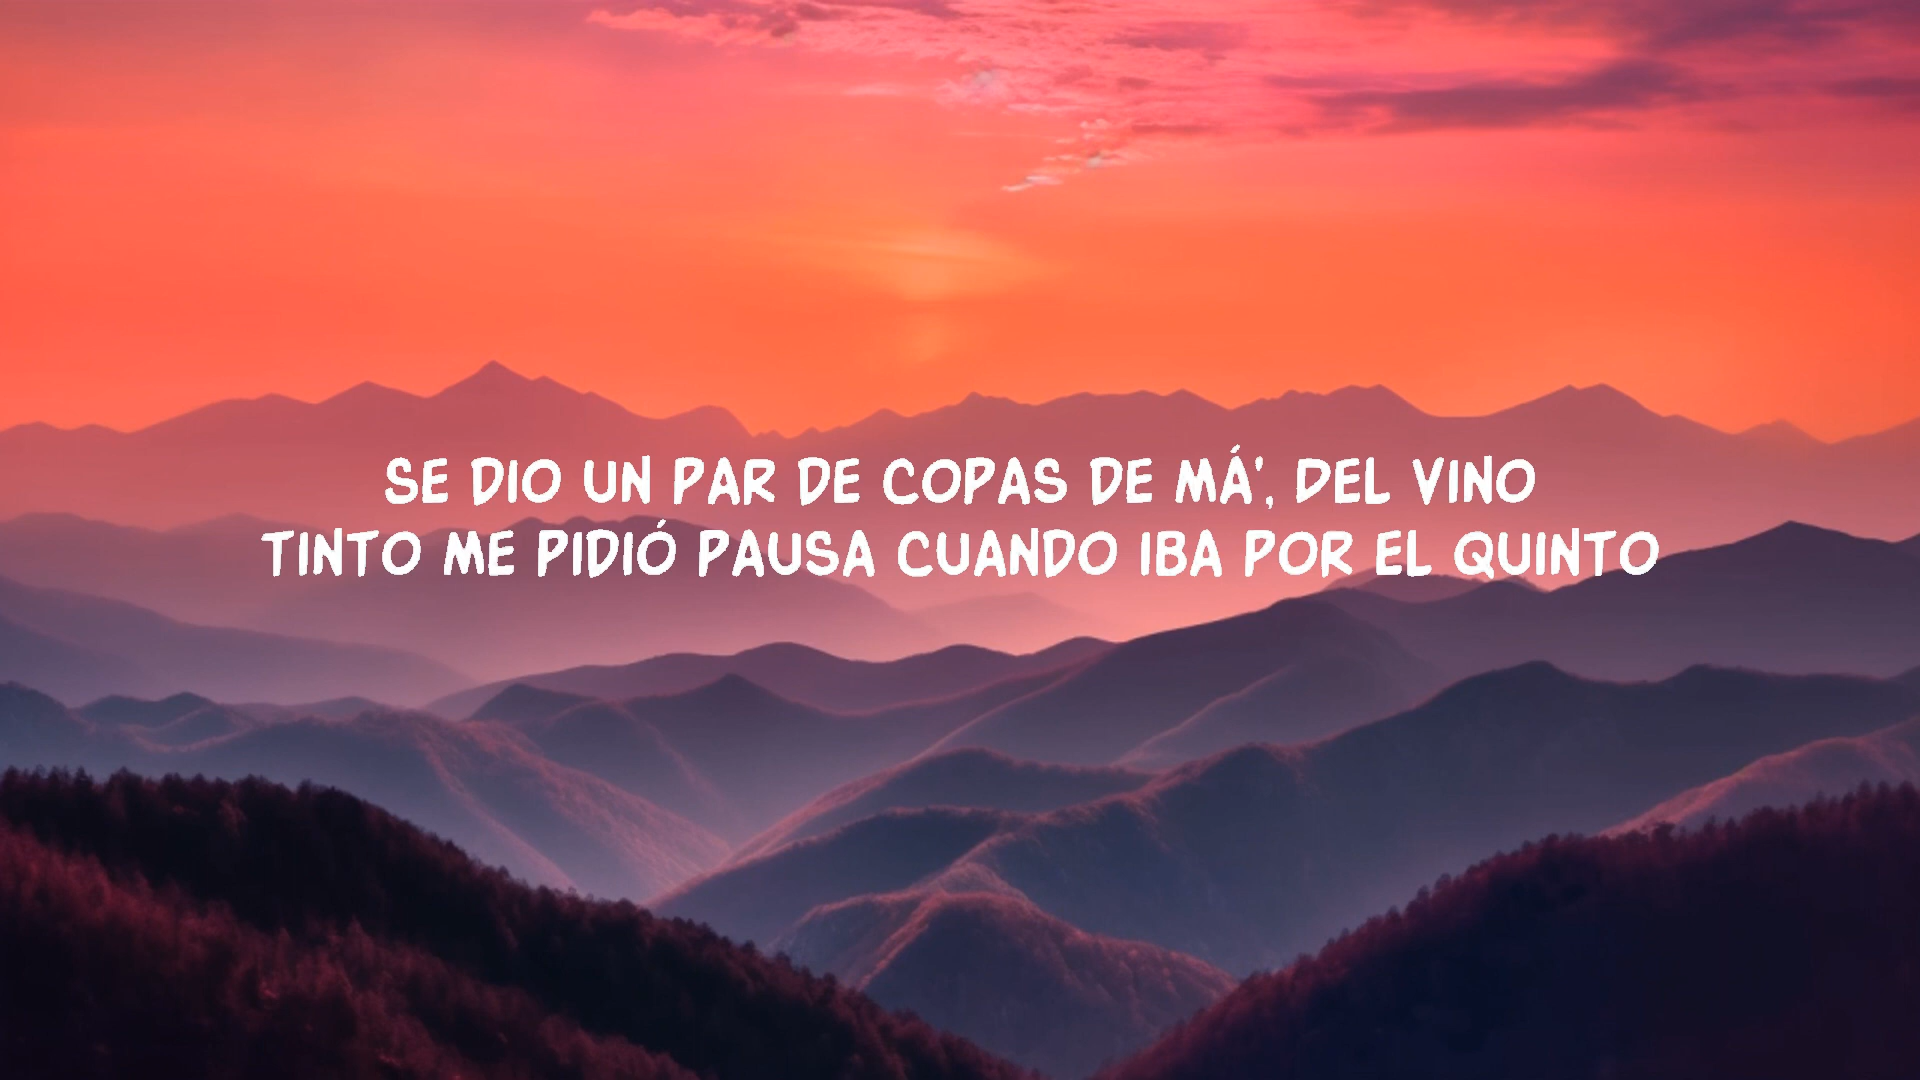 SE DIO UN PAR DE COPAS DE MÁ', DEL VINO
TINTO ME PIDIÓ PAUSA CUANDO IBA POR EL QUINTO